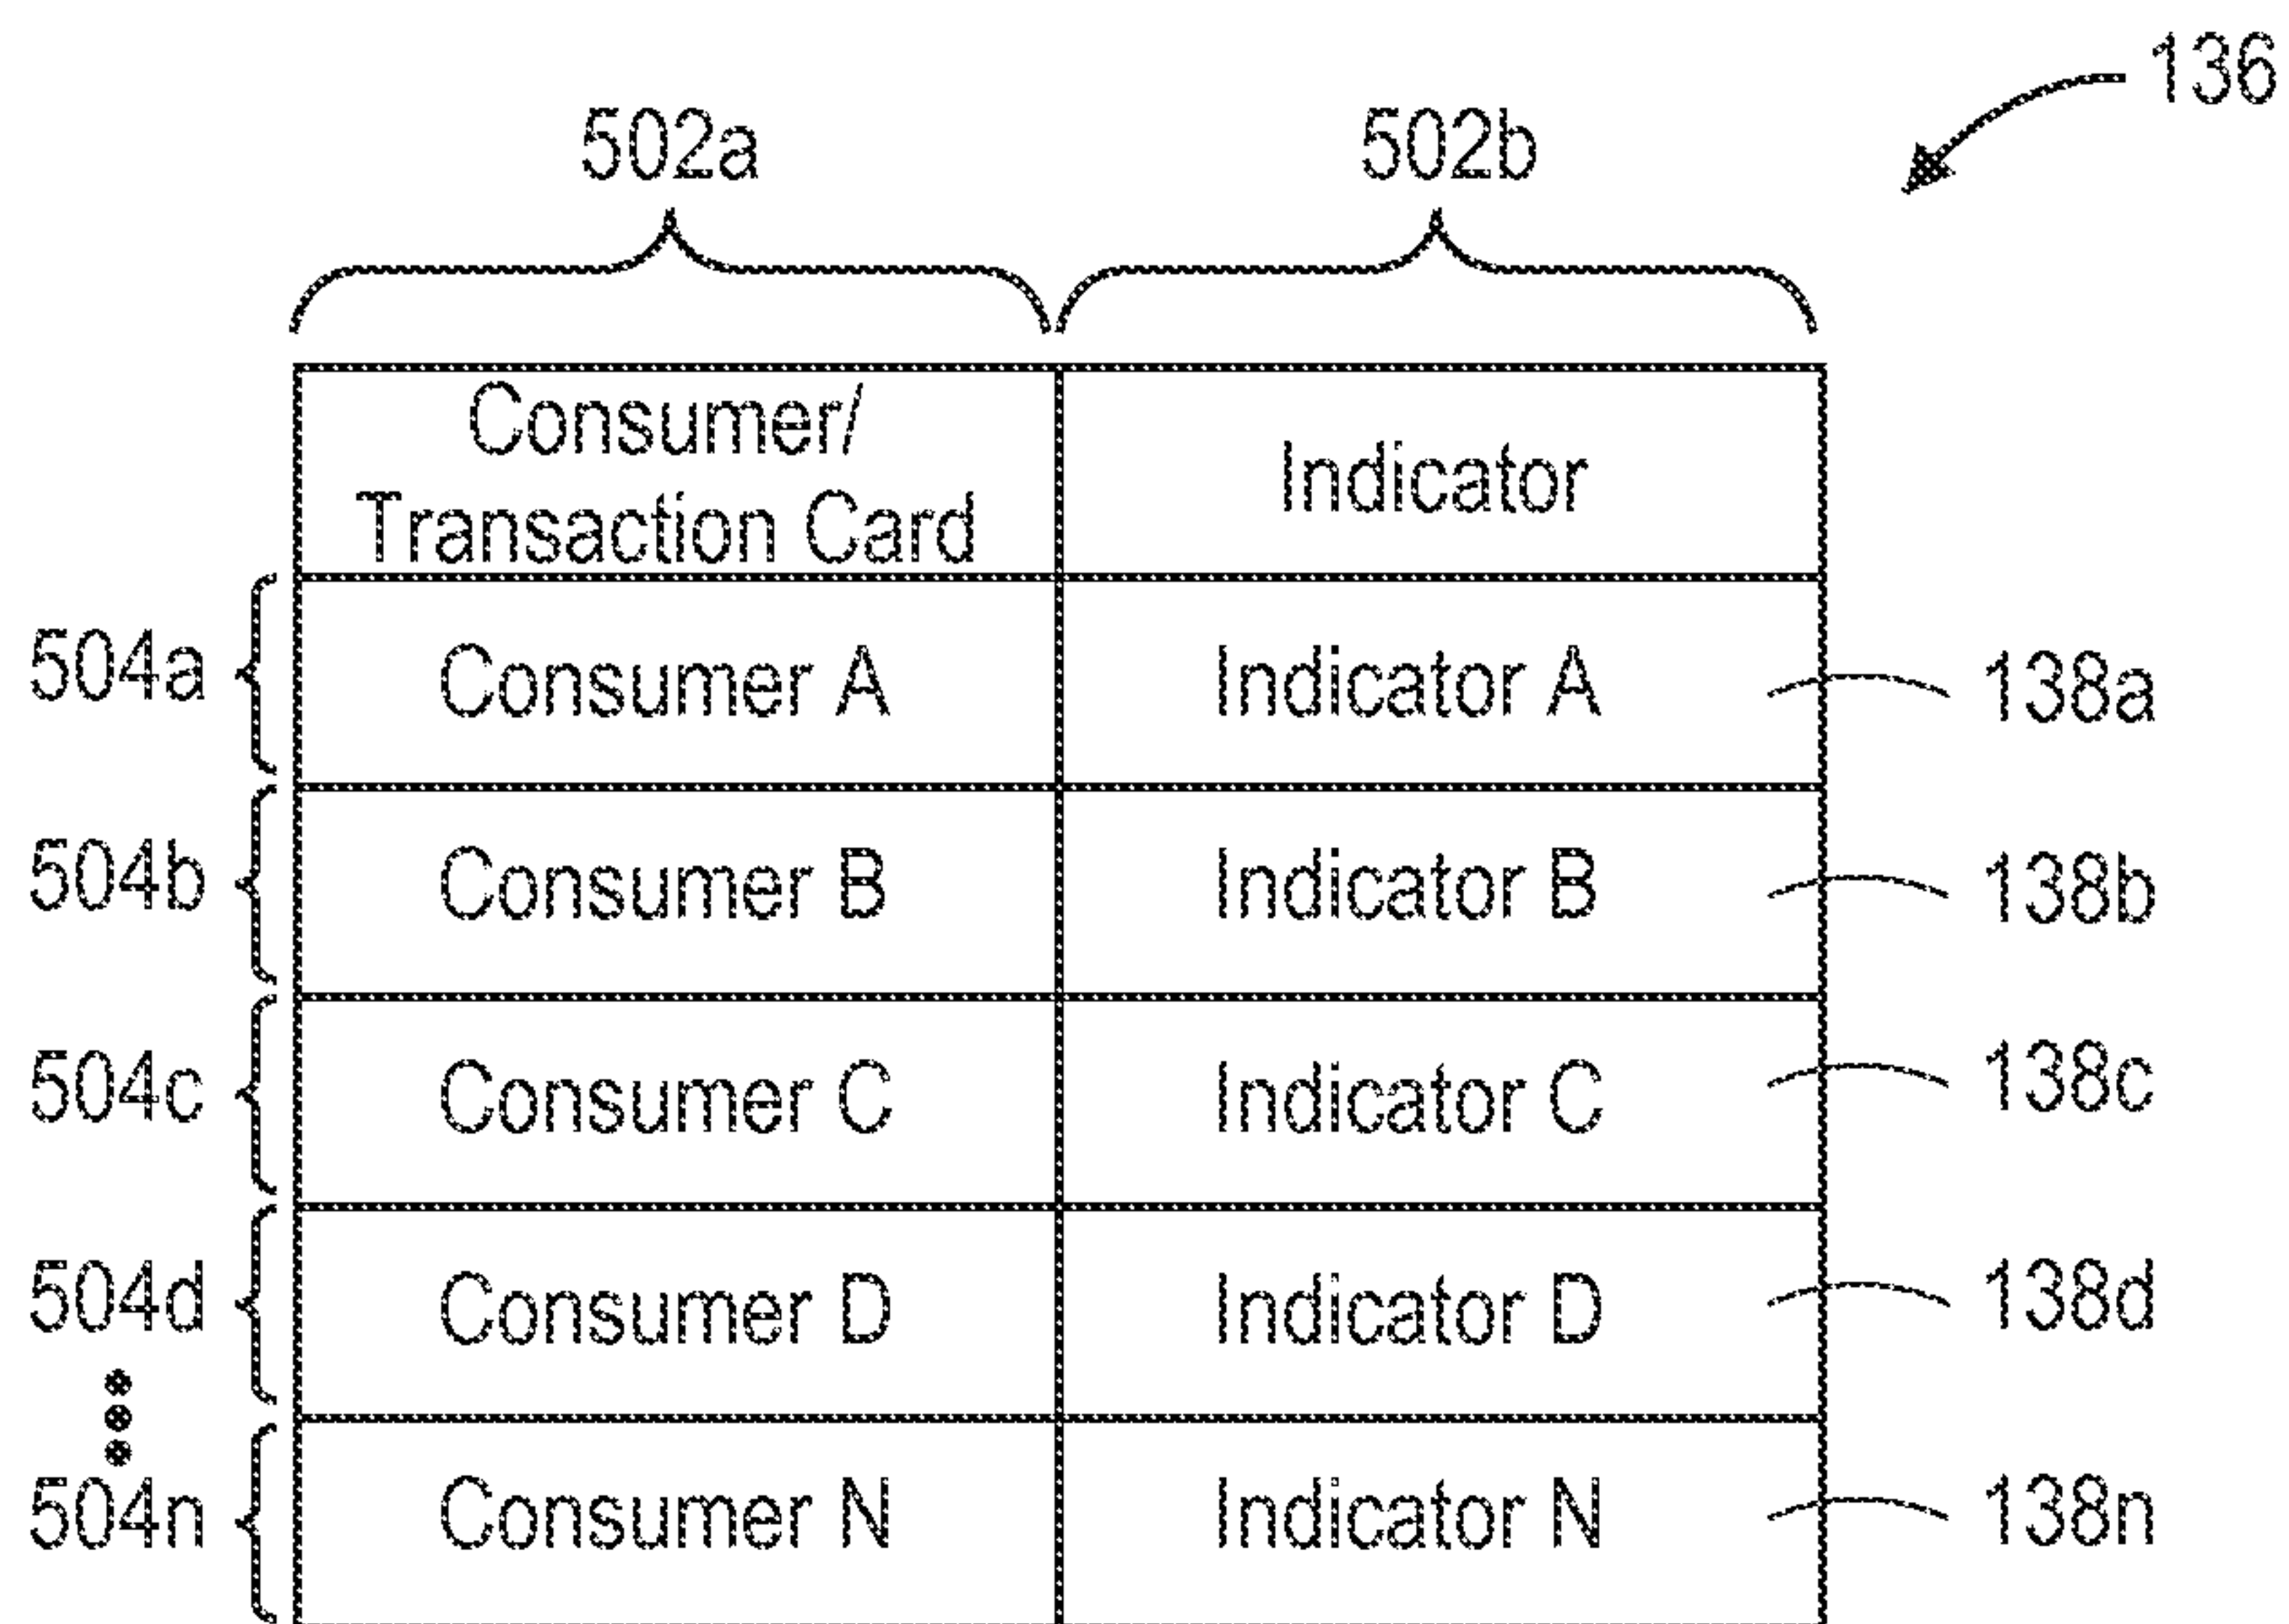 136
502a 502b
Consumer/
Transaction Card
Indicator
504a Consumer A Indicator A 138a
504b Consumer B Indicator B 138b
504c Consumer C Indicator C 138c
504d Consumer D Indicator D 138d
504n Consumer N Indicator N 138n